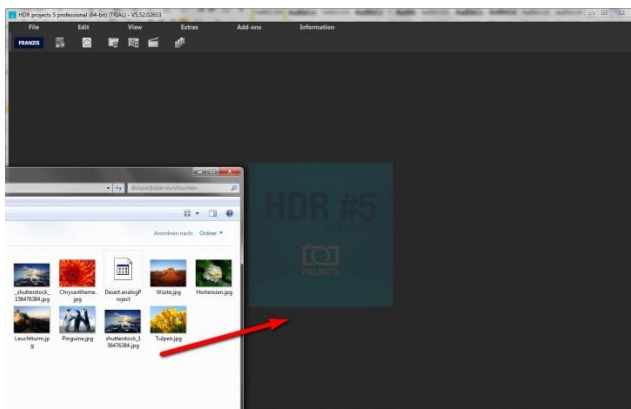 HDR projects 5 professional (64-bit) (TRIAL) - V5.52.02653
File Edit View Extras Add-ons Information
FRANZIS
HDR #5
PROJECTS
Beispielbilder durchsuchen
Anordnen nach: Ordner
_shutterstock_
156476384.jpg
Chrysantheme.
jpg
Desert.analogP
roject
Wüste.jpg
Hortensien.jpg
Leuchtturm.jp
g
Pinguine.jpg
shutterstock_1
56476384.jpg
Tulpen.jpg